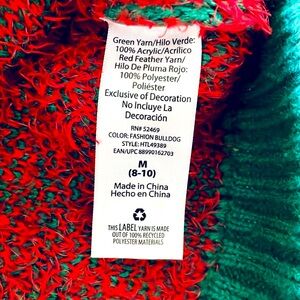 Green Yarn/Hilo Verde:
100% Acrylic/Acrílico
Red Feather Yarn/
Hilo De Pluma Rojo:
100% Polyester/
Poliéster
Exclusive of Decoration
No Incluye La
Decoración
RN# 52469
COLOR: FASHION BULLDOG
STYLE: HTL49389
EAN/UPC 88990162703
M
(8-10)
Made in China
Hecho en China
THIS LABEL YARN IS MADE
OUT OF 100% RECYCLED
POLYESTER MATERIALS